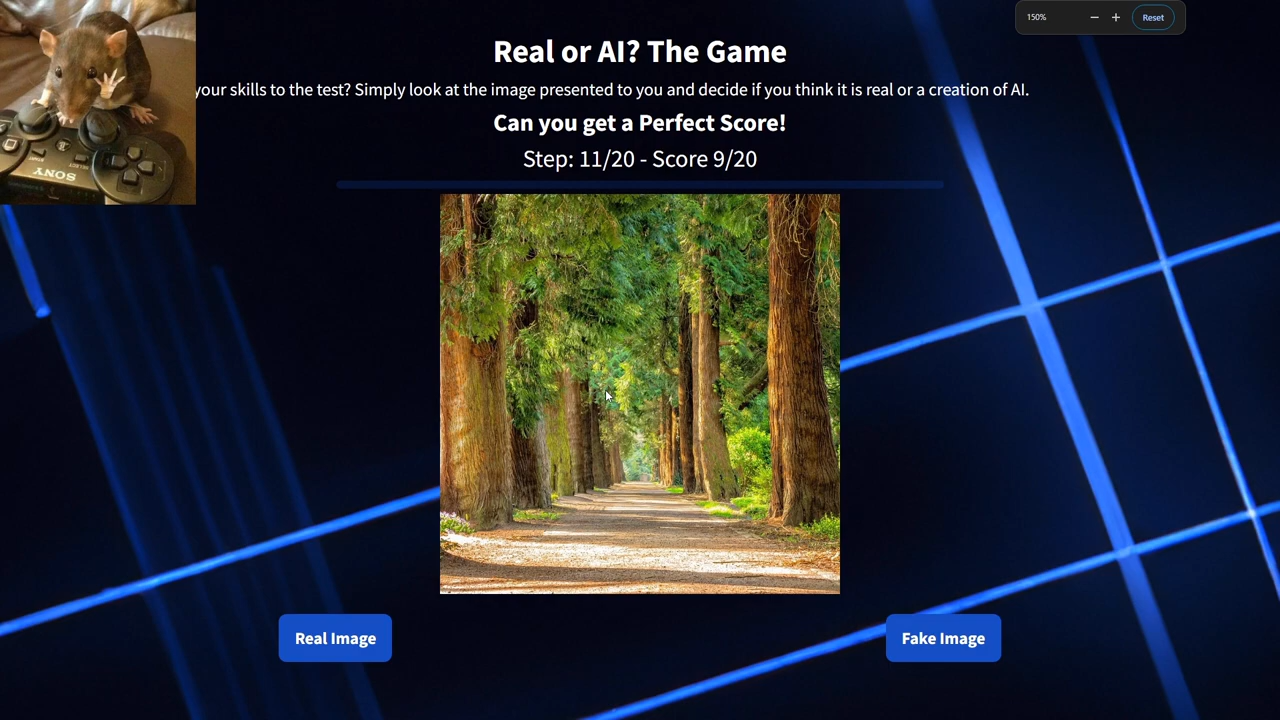 150%
Reset
Real or AI? The Game
your skills to the test? Simply look at the image presented to you and decide if you think it is real or a creation of AI.
Can you get a Perfect Score!
Step: 11/20 - Score 9/20
START
SELECT
SONY
Real Image
Fake Image